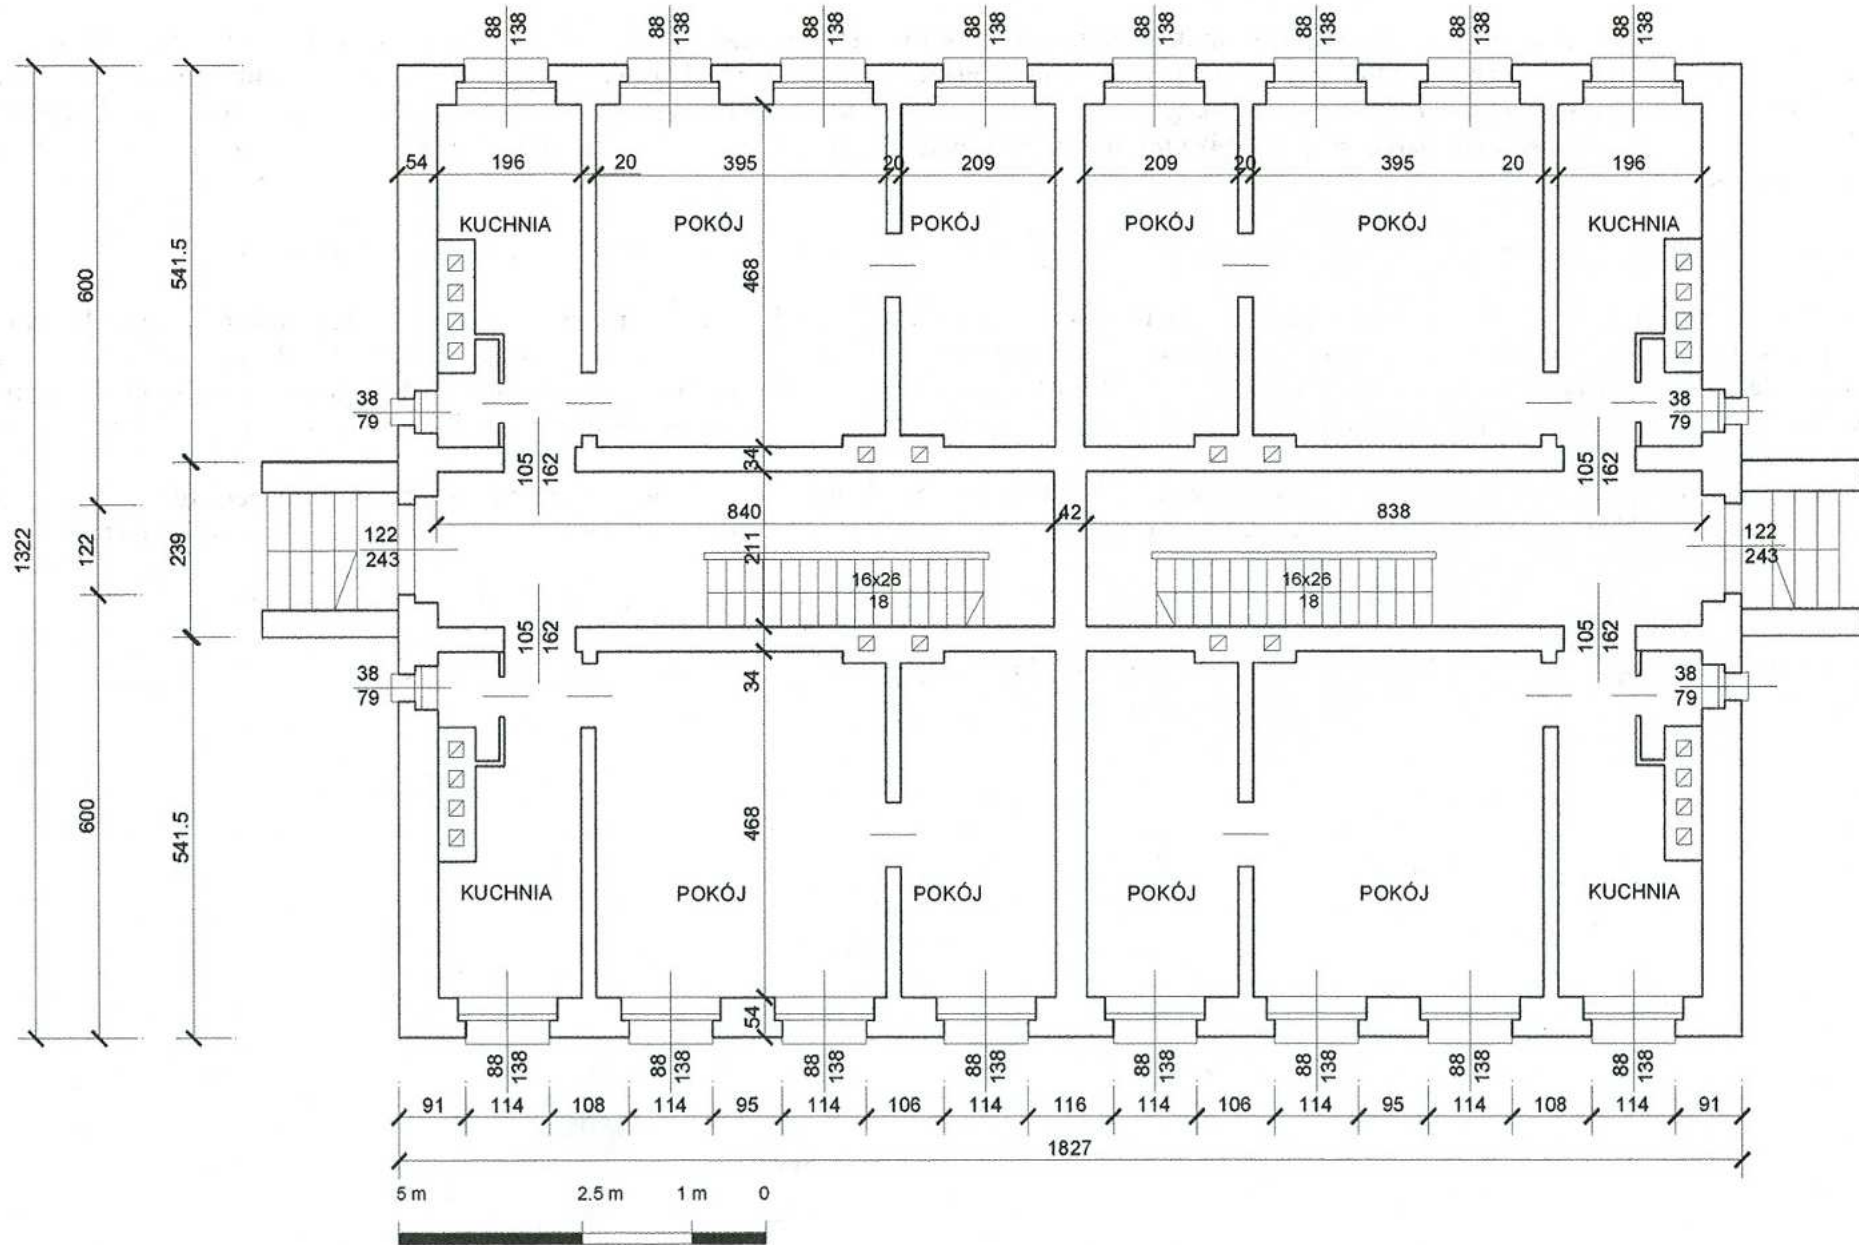 88 138 88 138 88 138 88 138 88 138 88 138 88 138 88 138
54 196 20 395 20 209 209 20 395 20 196
KUCHNIA POKÓJ POKÓJ POKÓJ POKÓJ KUCHNIA
1322 600 541.5 468
38 38
79 79
105 162 34 105 162
840 42 838
122 239 122 211 122
243 243
16x26 16x26
18 18
105 162 105 162
38 34 38
79 79
600 541.5 468
KUCHNIA POKÓJ POKÓJ POKÓJ POKÓJ KUCHNIA
54
88 138 88 138 88 138 88 138 88 138 88 138 88 138 88 138
91 114 108 114 95 114 106 114 116 114 106 114 95 114 108 114 91
1827
5 m 2.5 m 1 m 0